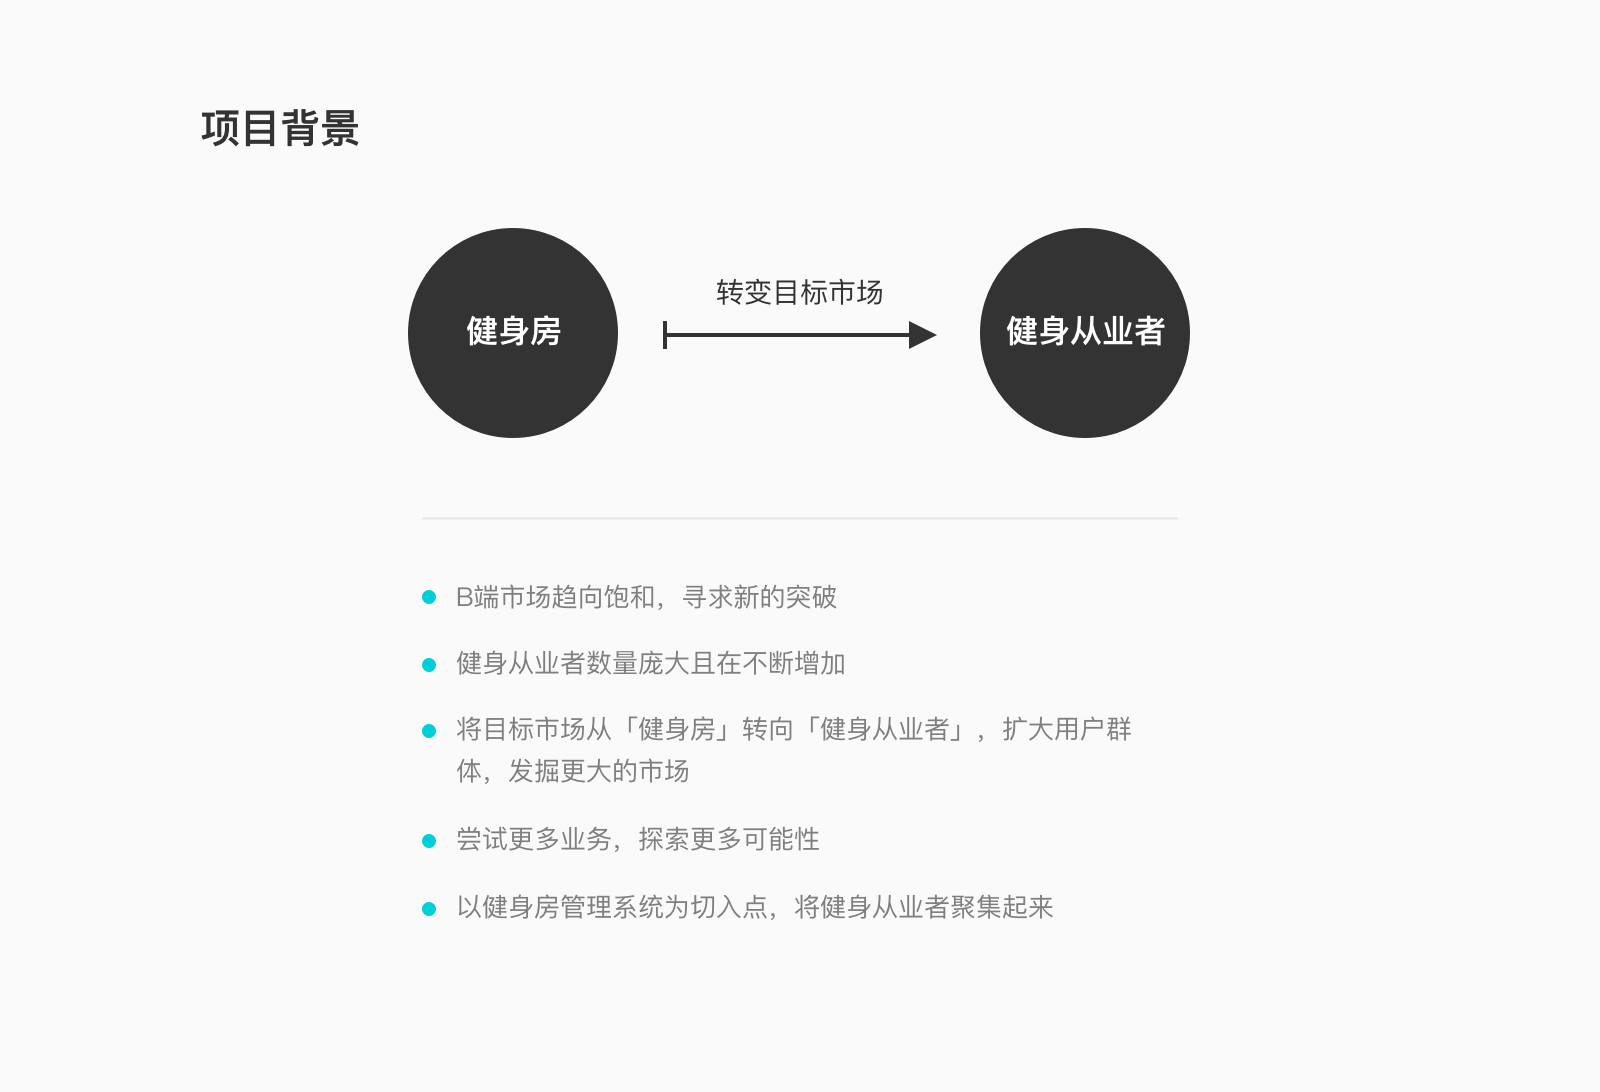 项目背景
转变目标市场
健身房
健身从业者
B端市场趋向饱和，寻求新的突破
健身从业者数量庞大且在不断增加
将目标市场从「健身房」转向「健身从业者」，扩大用户群
体，发掘更大的市场
尝试更多业务，探索更多可能性
以健身房管理系统为切入点，将健身从业者聚集起来